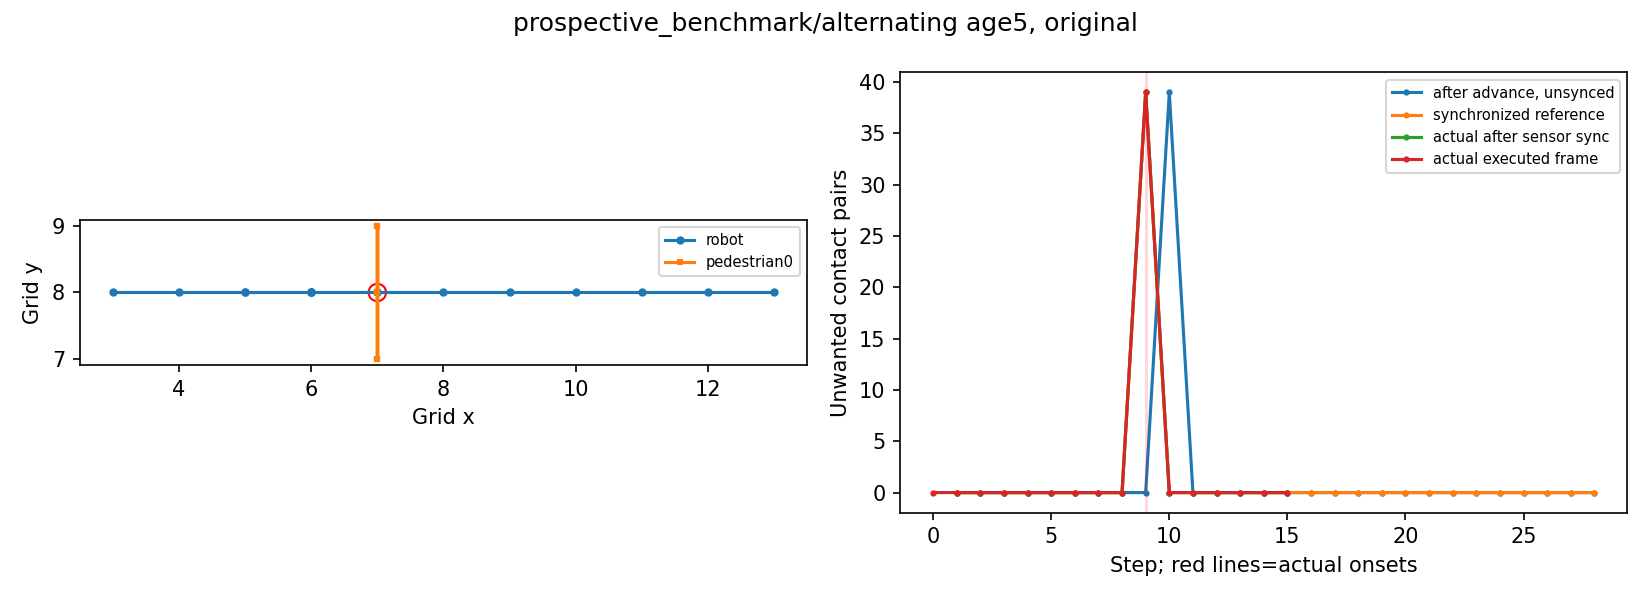 prospective_benchmark/alternating age5, original
Grid y
9
8
7
robot
pedestrian0
4
6
8
10
12
Grid x
Unwanted contact pairs
40
35
30
25
20
15
10
5
0
after advance, unsynced
synchronized reference
actual after sensor sync
actual executed frame
0
5
10
15
20
25
Step; red lines=actual onsets